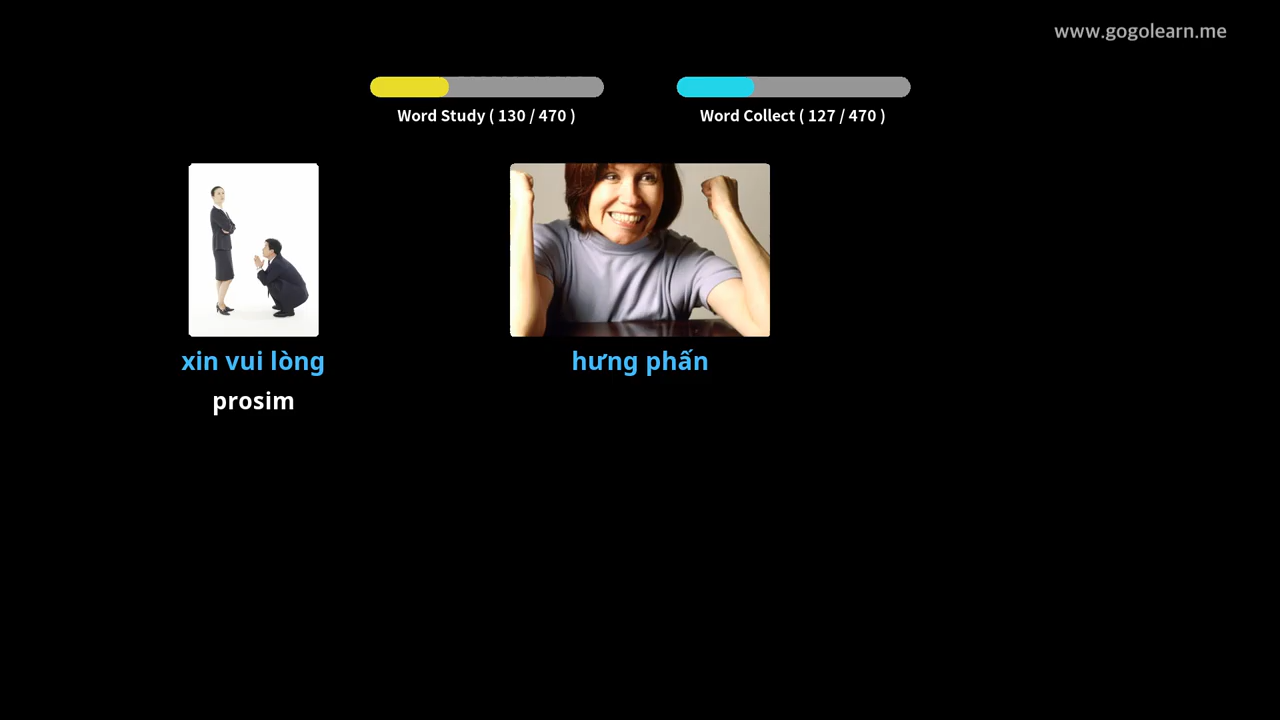 www.gogolearn.me
Word Study ( 130 / 470 )
Word Collect ( 127 / 470 )
xin vui lòng
prosim
hưng phấn